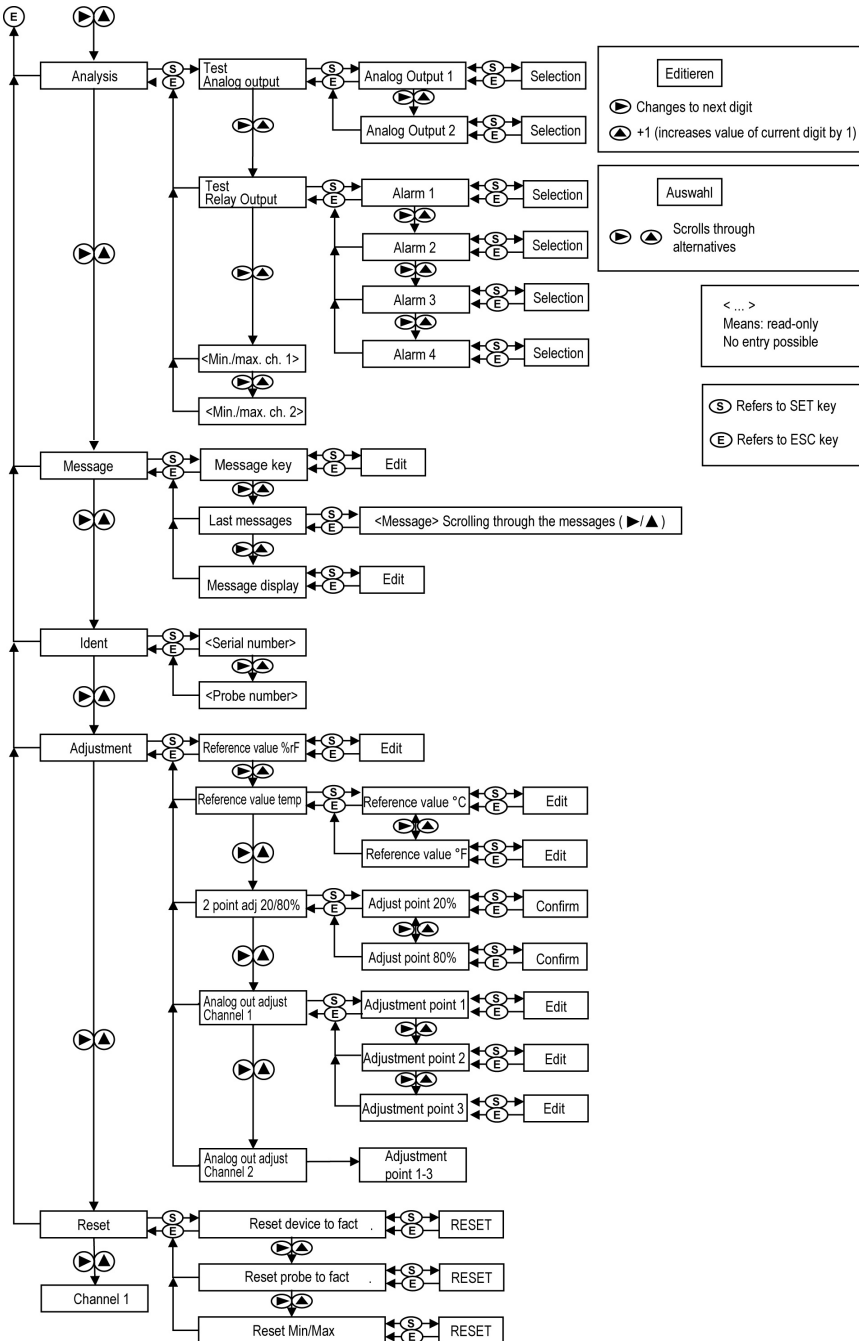 E
Analysis
S
E
Test
Analog output
S
E
Analog Output 1
S
E
Selection
Analog Output 2
S
E
Selection
Test
Relay Output
S
E
Alarm 1
S
E
Selection
Alarm 2
S
E
Selection
Alarm 3
S
E
Selection
Alarm 4
S
E
Selection
<Min./max. ch. 1>
<Min./max. ch. 2>
Message
S
E
Message key
S
E
Edit
Last messages
S
E
<Message> Scrolling through the messages ( ▶/▲ )
Message display
S
E
Edit
Ident
S
E
<Serial number>
<Probe number>
Adjustment
S
E
Reference value %rF
S
E
Edit
Reference value temp
S
E
Reference value °C
S
E
Edit
Reference value °F
S
E
Edit
2 point adj 20/80%
S
E
Adjust point 20%
S
E
Confirm
Adjust point 80%
S
E
Confirm
Analog out adjust
Channel 1
S
E
Adjustment point 1
S
E
Edit
Adjustment point 2
S
E
Edit
Adjustment point 3
S
E
Edit
Analog out adjust
Channel 2
Adjustment
point 1-3
Reset
S
E
Reset device to fact .
S
E
RESET
Reset probe to fact .
S
E
RESET
Reset Min/Max
S
E
RESET
Channel 1
Editieren
Changes to next digit
+1 (increases value of current digit by 1)
Auswahl
Scrolls through
alternatives
< ... >
Means: read-only
No entry possible
S Refers to SET key
E Refers to ESC key